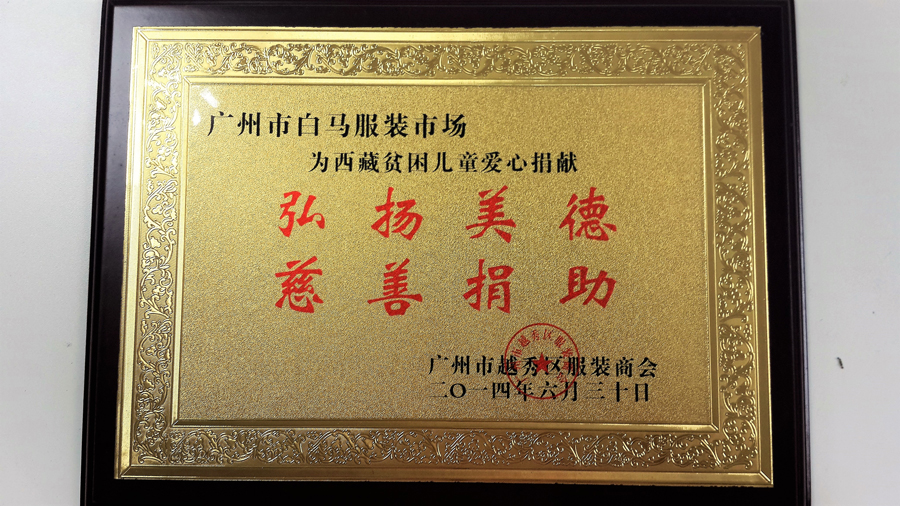 广州市白马服装市场
为西藏贫困儿童爱心捐献
弘扬美德
慈善捐助
广州市越秀区服装商会
二〇一四年六月三十日